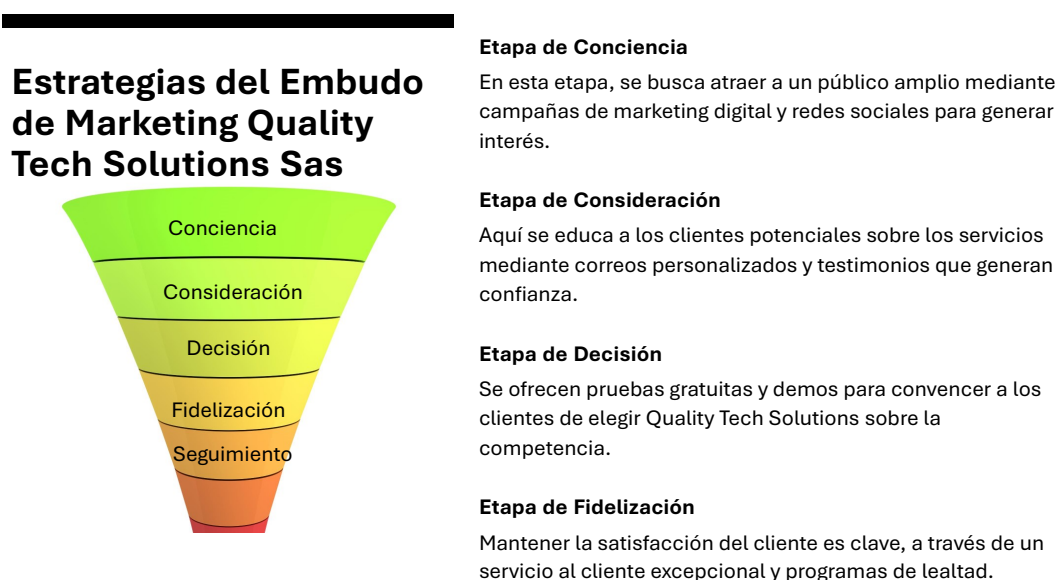 Estrategias del Embudo
de Marketing Quality
Tech Solutions Sas
Conciencia
Consideración
Decisión
Fidelización
Seguimiento
Etapa de Conciencia
En esta etapa, se busca atraer a un público amplio mediante
campañas de marketing digital y redes sociales para generar
interés.
Etapa de Consideración
Aquí se educa a los clientes potenciales sobre los servicios
mediante correos personalizados y testimonios que generan
confianza.
Etapa de Decisión
Se ofrecen pruebas gratuitas y demos para convencer a los
clientes de elegir Quality Tech Solutions sobre la
competencia.
Etapa de Fidelización
Mantener la satisfacción del cliente es clave, a través de un
servicio al cliente excepcional y programas de lealtad.